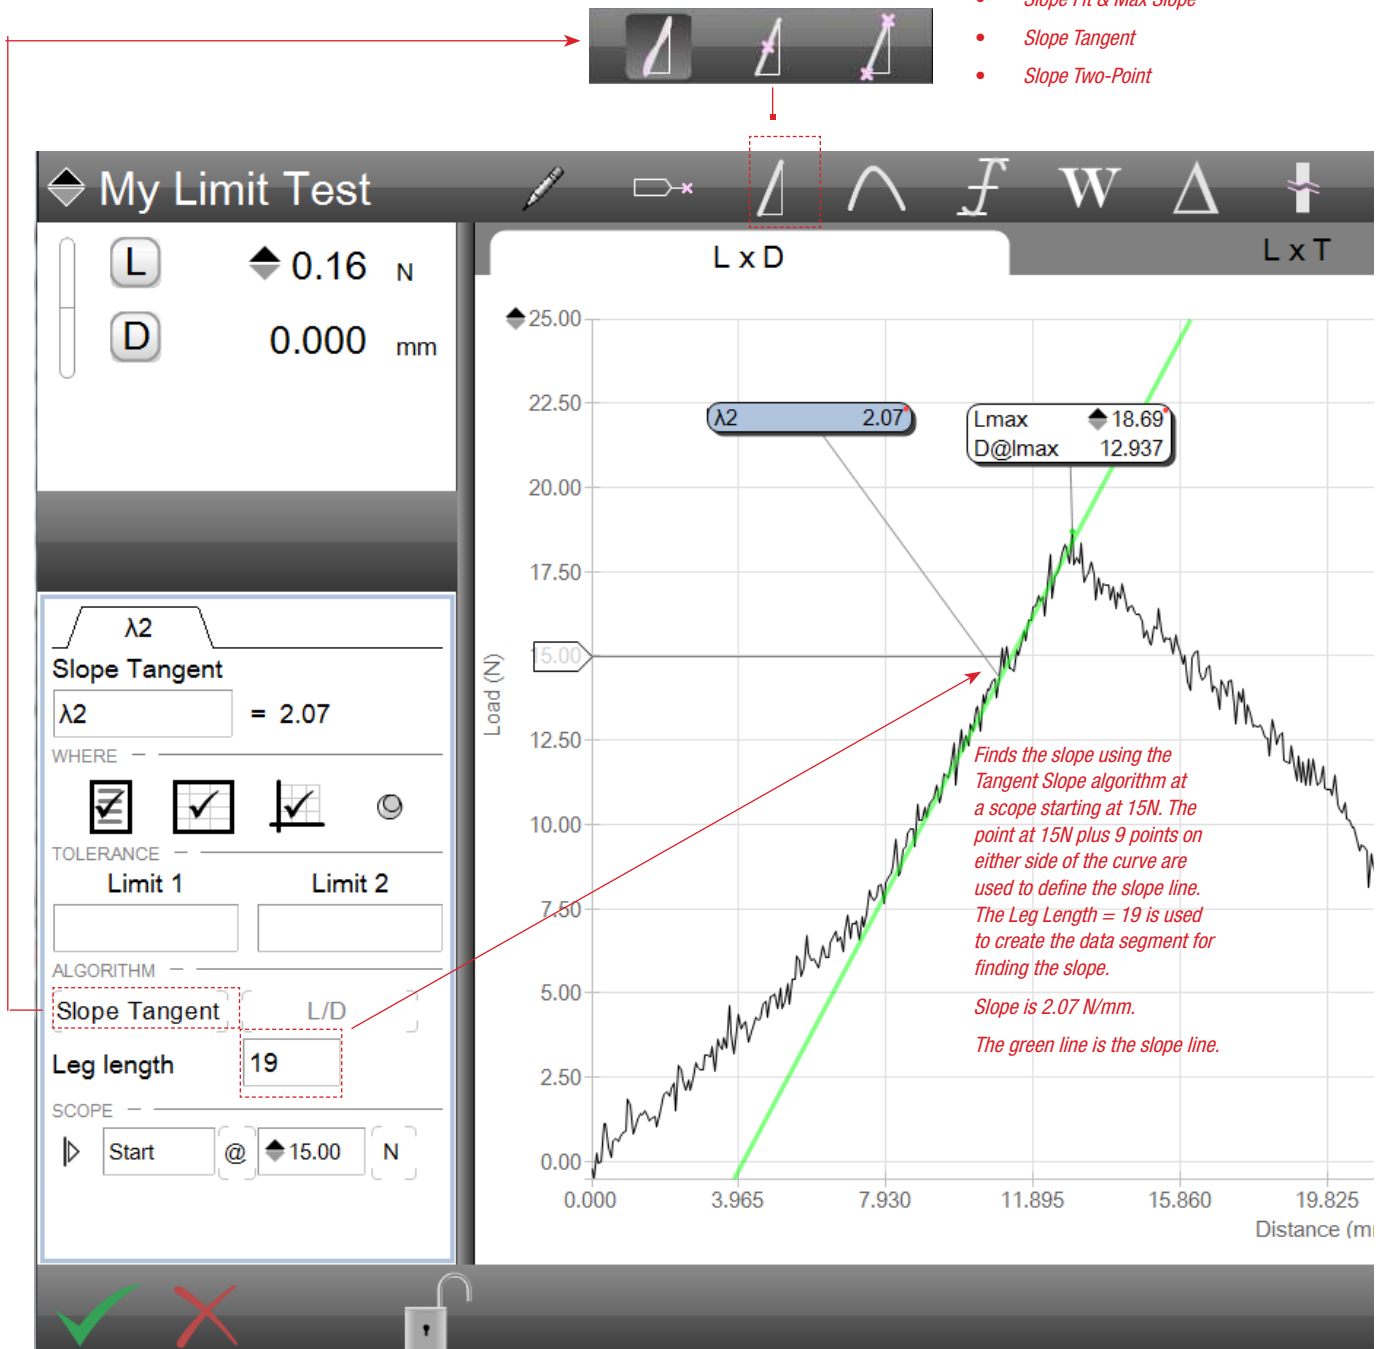 Slope Fit & Max Slope
Slope Tangent
Slope Two-Point
My Limit Test
W
L 0.16 N
D 0.000 mm
L x D
L x T
25.00
22.50
20.00
17.50
15.00
12.50
10.00
7.50
5.00
2.50
0.00
Load (N)
λ2 2.07
Lmax 18.69
D@lmax 12.937
0.000 3.965 7.930 11.895 15.860 19.825
Distance (m
λ2
Slope Tangent
λ2 = 2.07
WHERE
TOLERANCE
Limit 1 Limit 2
ALGORITHM
Slope Tangent L/D
Leg length 19
SCOPE
Start @ 15.00 N
Finds the slope using the
Tangent Slope algorithm at
a scope starting at 15N. The
point at 15N plus 9 points on
either side of the curve are
used to define the slope line.
The Leg Length = 19 is used
to create the data segment for
finding the slope.
Slope is 2.07 N/mm.
The green line is the slope line.